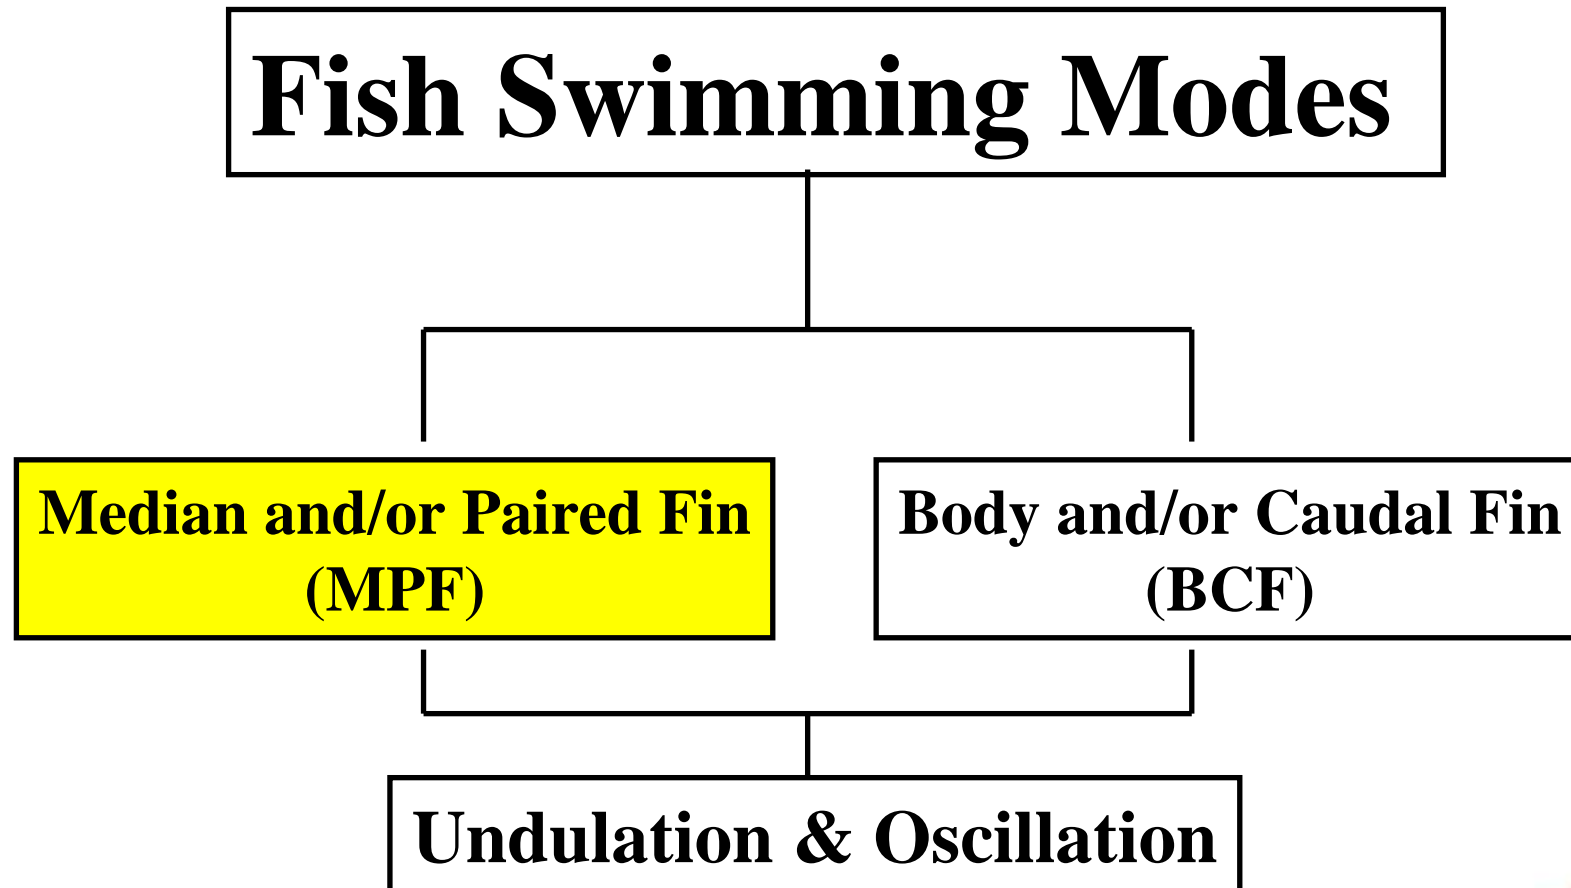 Fish Swimming Modes
Median and/or Paired Fin
(MPF)
Body and/or Caudal Fin
(BCF)
Undulation & Oscillation